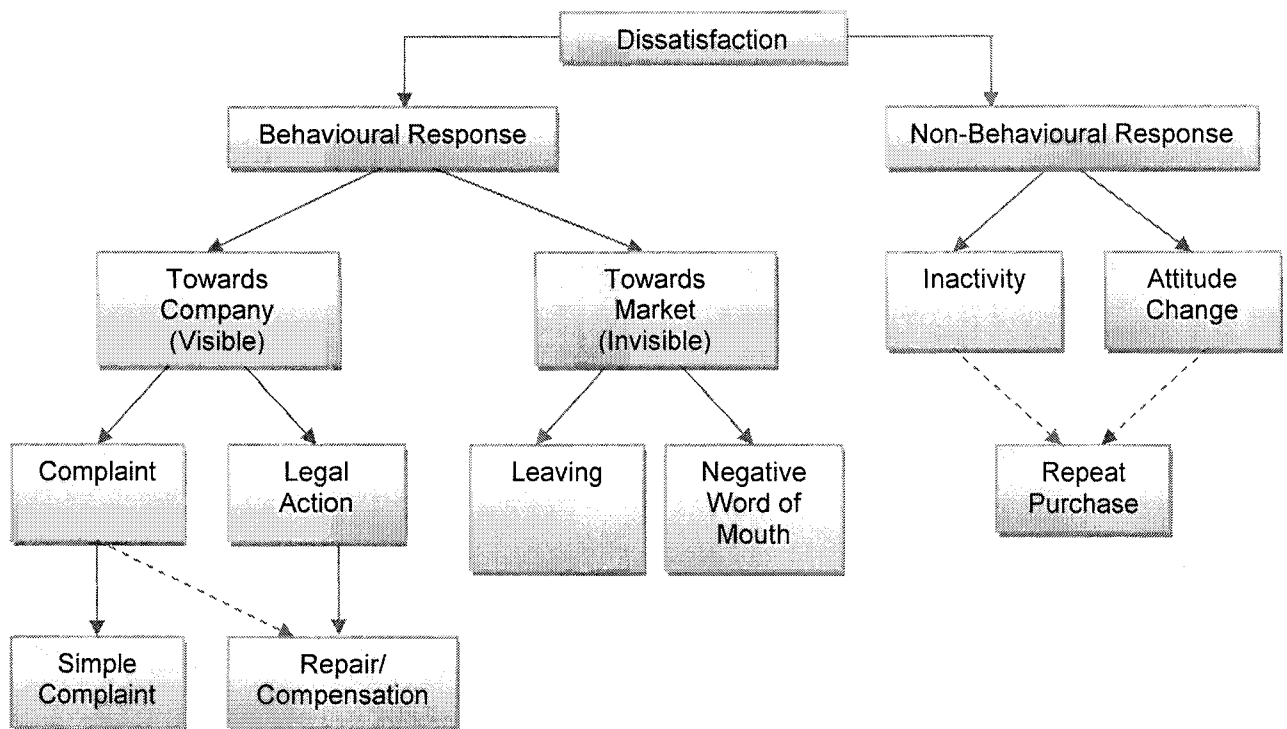 Dissatisfaction
Behavioural Response
Non-Behavioural Response
Towards
Company
(Visible)
Towards
Market
(Invisible)
Inactivity
Attitude
Change
Complaint
Legal
Action
Leaving
Negative
Word of
Mouth
Repeat
Purchase
Simple
Complaint
Repair/
Compensation